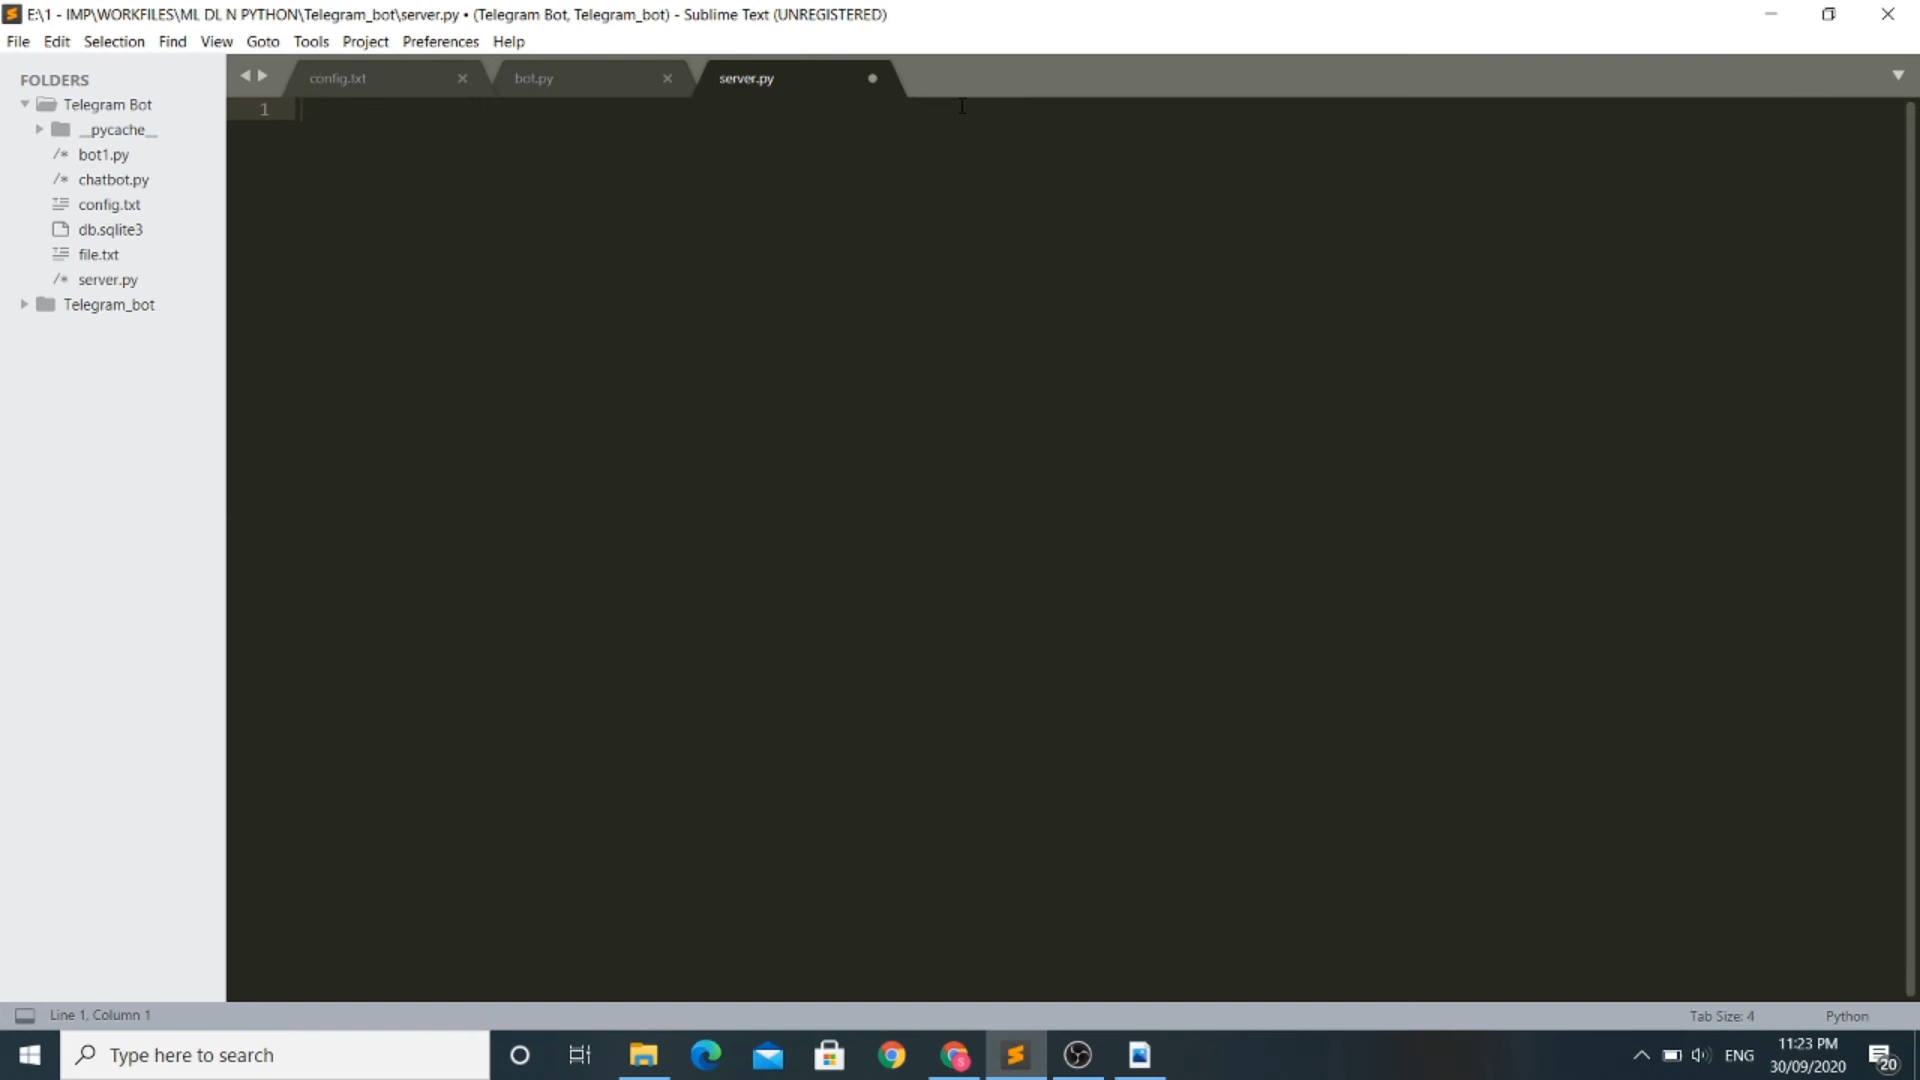 E:\1 - IMP\WORKFILES\ML DL N PYTHON\Telegram_bot\server.py • (Telegram Bot, Telegram_bot) - Sublime Text (UNREGISTERED)
File Edit Selection Find View Goto Tools Project Preferences Help
FOLDERS
Telegram Bot
__pycache__
bot1.py
chatbot.py
config.txt
db.sqlite3
file.txt
server.py
Telegram_bot
config.txt bot.py server.py
1
Line 1, Column 1 Tab Size: 4 Python
Type here to search
ENG
11:23 PM
30/09/2020
20